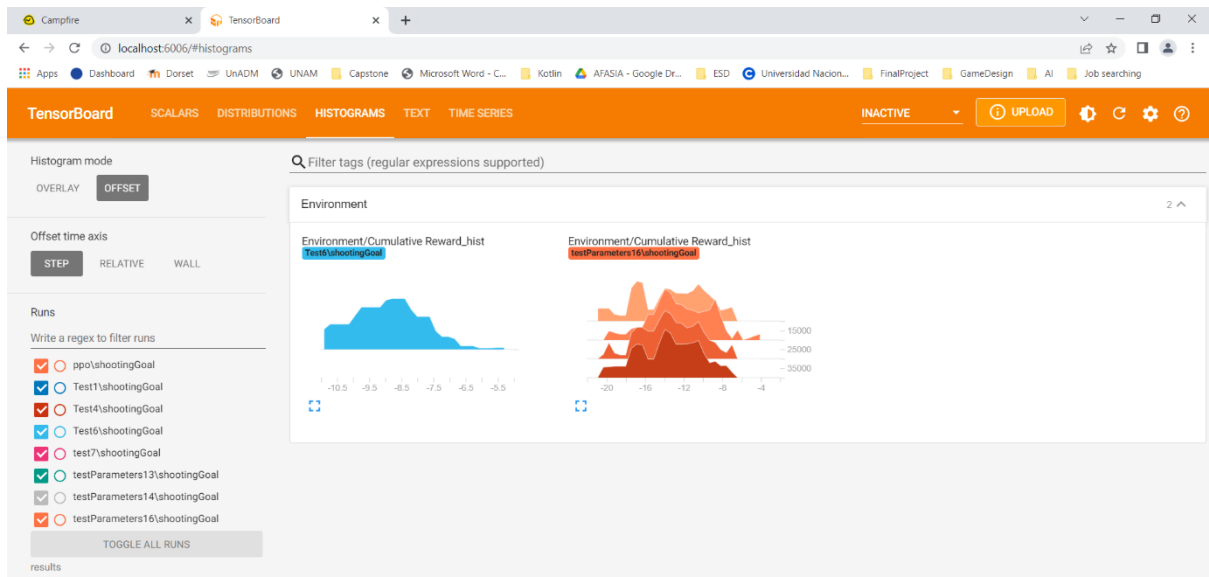 Campfire
TensorBoard
localhost:6006/#histograms
Apps Dashboard Dorset UnADM UNAM Capstone Microsoft Word - C... Kotlin AFASIA - Google Dr... ESD Universidad Nacion... FinalProject GameDesign AI Job searching
TensorBoard SCALARS DISTRIBUTIONS HISTOGRAMS TEXT TIME SERIES INACTIVE UPLOAD
Histogram mode
OVERLAY OFFSET
Offset time axis
STEP RELATIVE WALL
Runs
Write a regex to filter runs
ppo\shootingGoal
Test1\shootingGoal
Test4\shootingGoal
Test6\shootingGoal
test7\shootingGoal
testParameters13\shootingGoal
testParameters14\shootingGoal
testParameters16\shootingGoal
TOGGLE ALL RUNS
results
Filter tags (regular expressions supported)
Environment 2
Environment/Cumulative Reward_hist
Test6\shootingGoal
-10.5 -9.5 -8.5 -7.5 -6.5 -5.5
Environment/Cumulative Reward_hist
testParameters16\shootingGoal
15000
25000
35000
-20 -16 -12 -8 -4